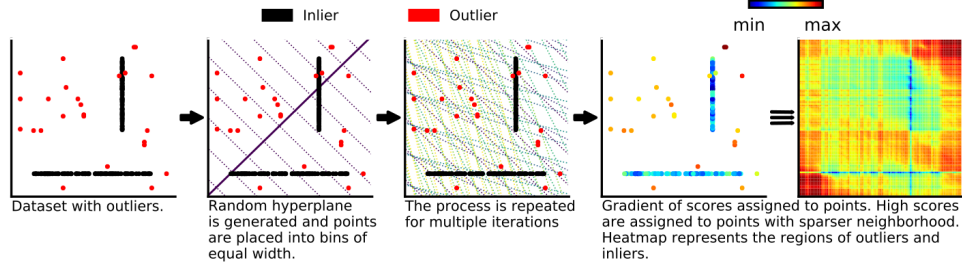 Inlier
Outlier
min
max
Dataset with outliers.
Random hyperplane
is generated and points
are placed into bins of
equal width.
The process is repeated
for multiple iterations
Gradient of scores assigned to points. High scores
are assigned to points with sparser neighborhood.
Heatmap represents the regions of outliers and
inliers.